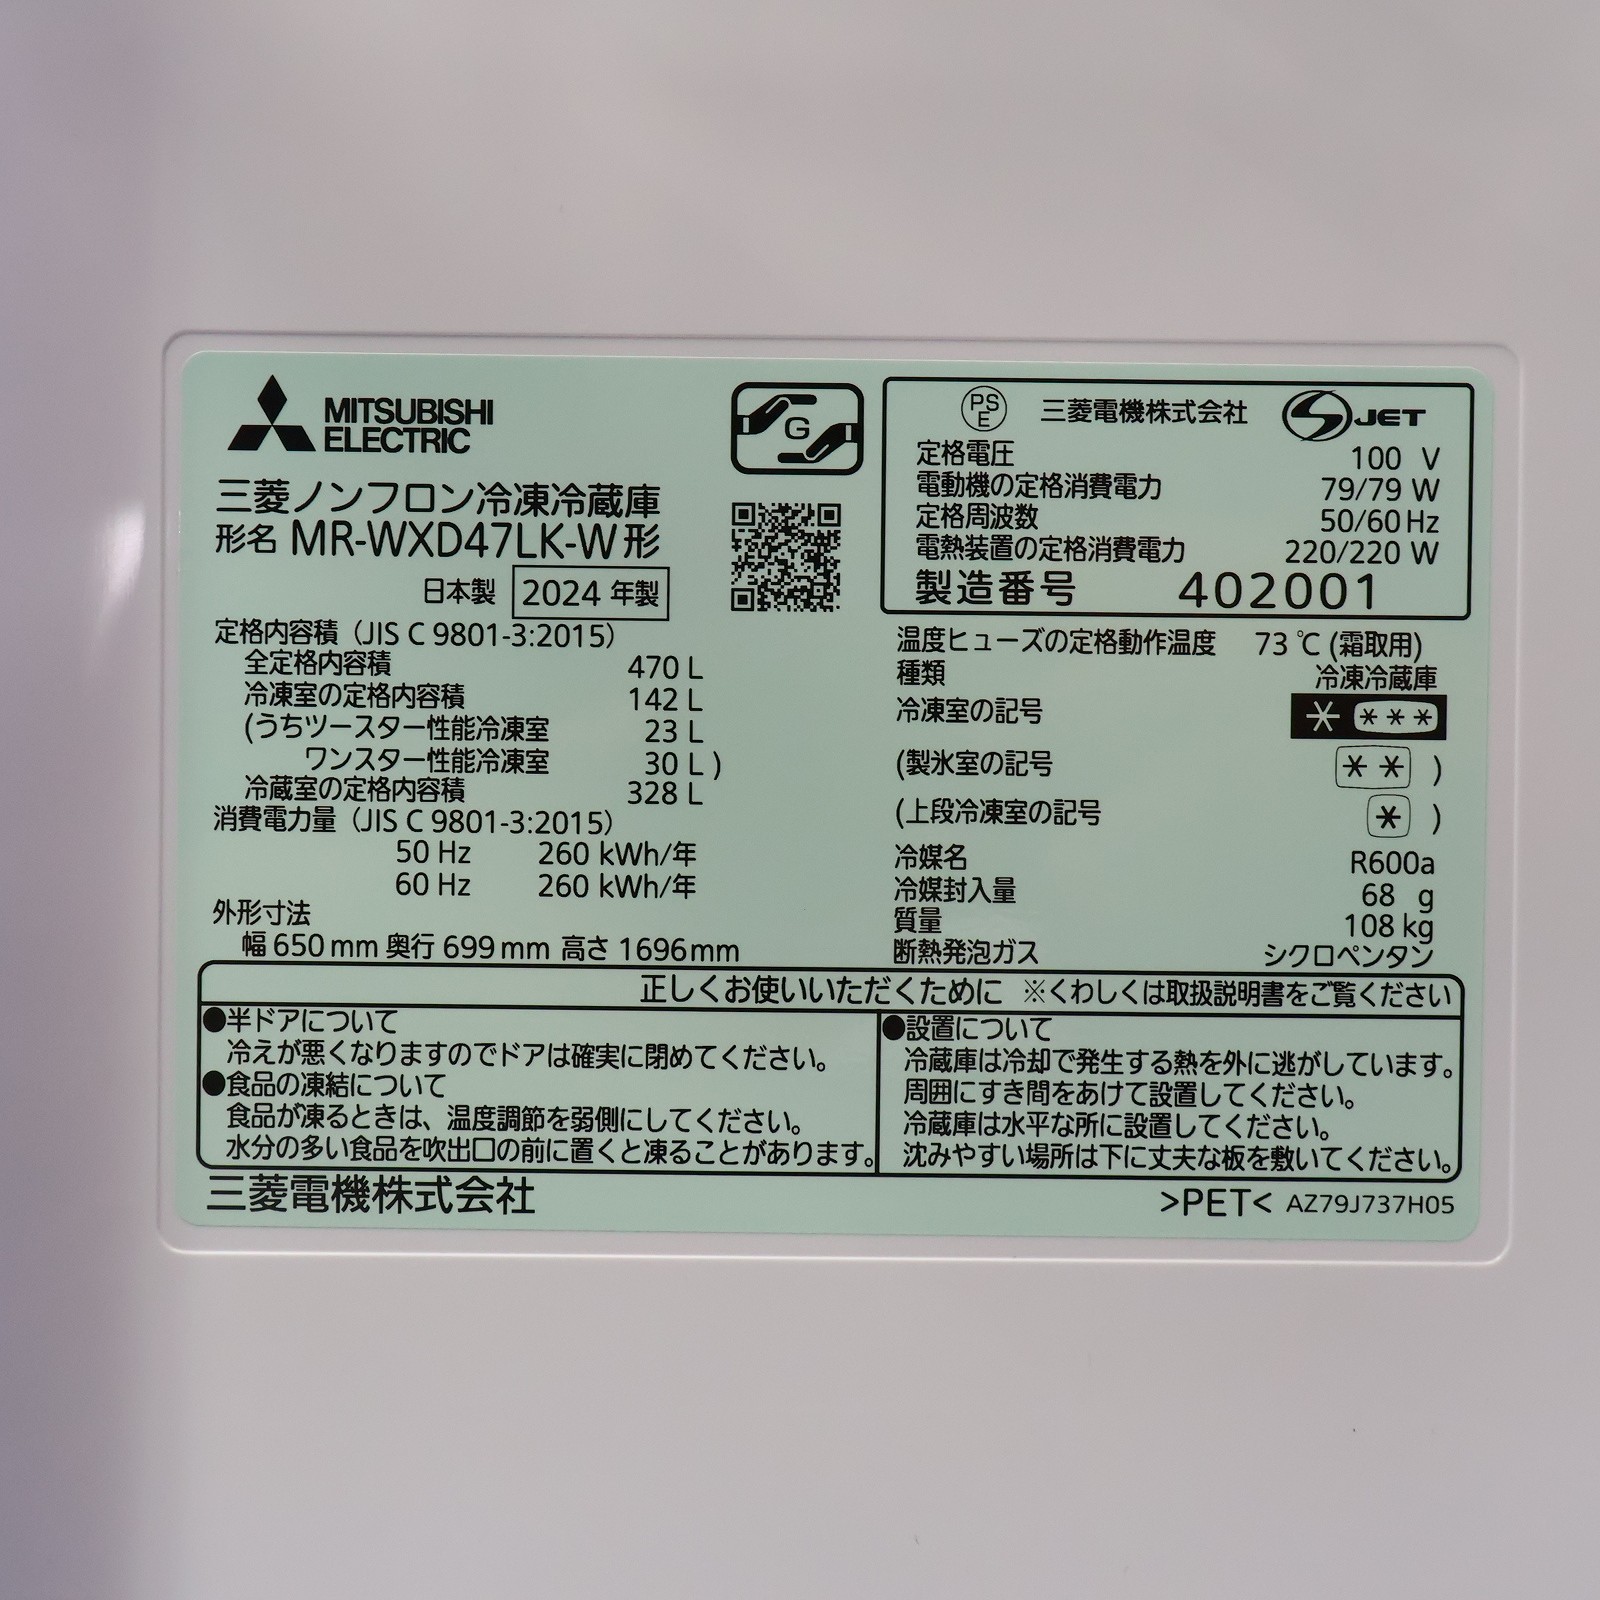 MITSUBISHI
ELECTRIC
G
三菱ノンフロン冷凍冷蔵庫
形名 MR-WXD47LK-W形
日本製 2024 年製
定格内容積（JIS C 9801-3:2015）
全定格内容積 470 L
冷凍室の定格内容積 142 L
(うちツースター性能冷凍室 23 L
ワンスター性能冷凍室 30 L )
冷蔵室の定格内容積 328 L
消費電力量（JIS C 9801-3:2015）
50 Hz 260 kWh/年
60 Hz 260 kWh/年
外形寸法
幅 650 mm 奥行 699 mm 高さ 1696 mm
PS E 三菱電機株式会社 S JET
定格電圧 100 V
電動機の定格消費電力 79/79 W
定格周波数 50/60 Hz
電熱装置の定格消費電力 220/220 W
製造番号 402001
温度ヒューズの定格動作温度 73 ℃ (霜取用)
種類 冷凍冷蔵庫
冷凍室の記号 * ***
(製氷室の記号 ** )
(上段冷凍室の記号 * )
冷媒名 R600a
冷媒封入量 68 g
質量 108 kg
断熱発泡ガス シクロペンタン
正しくお使いいただくために ※くわしくは取扱説明書をご覧ください
●半ドアについて
冷えが悪くなりますのでドアは確実に閉めてください。
●食品の凍結について
食品が凍るときは、温度調節を弱側にしてください。
水分の多い食品を吹出口の前に置くと凍ることがあります。
●設置について
冷蔵庫は冷却で発生する熱を外に逃がしています。
周囲にすき間をあけて設置してください。
冷蔵庫は水平な所に設置してください。
沈みやすい場所は下に丈夫な板を敷いてください。
三菱電機株式会社
>PET< AZ79J737H05